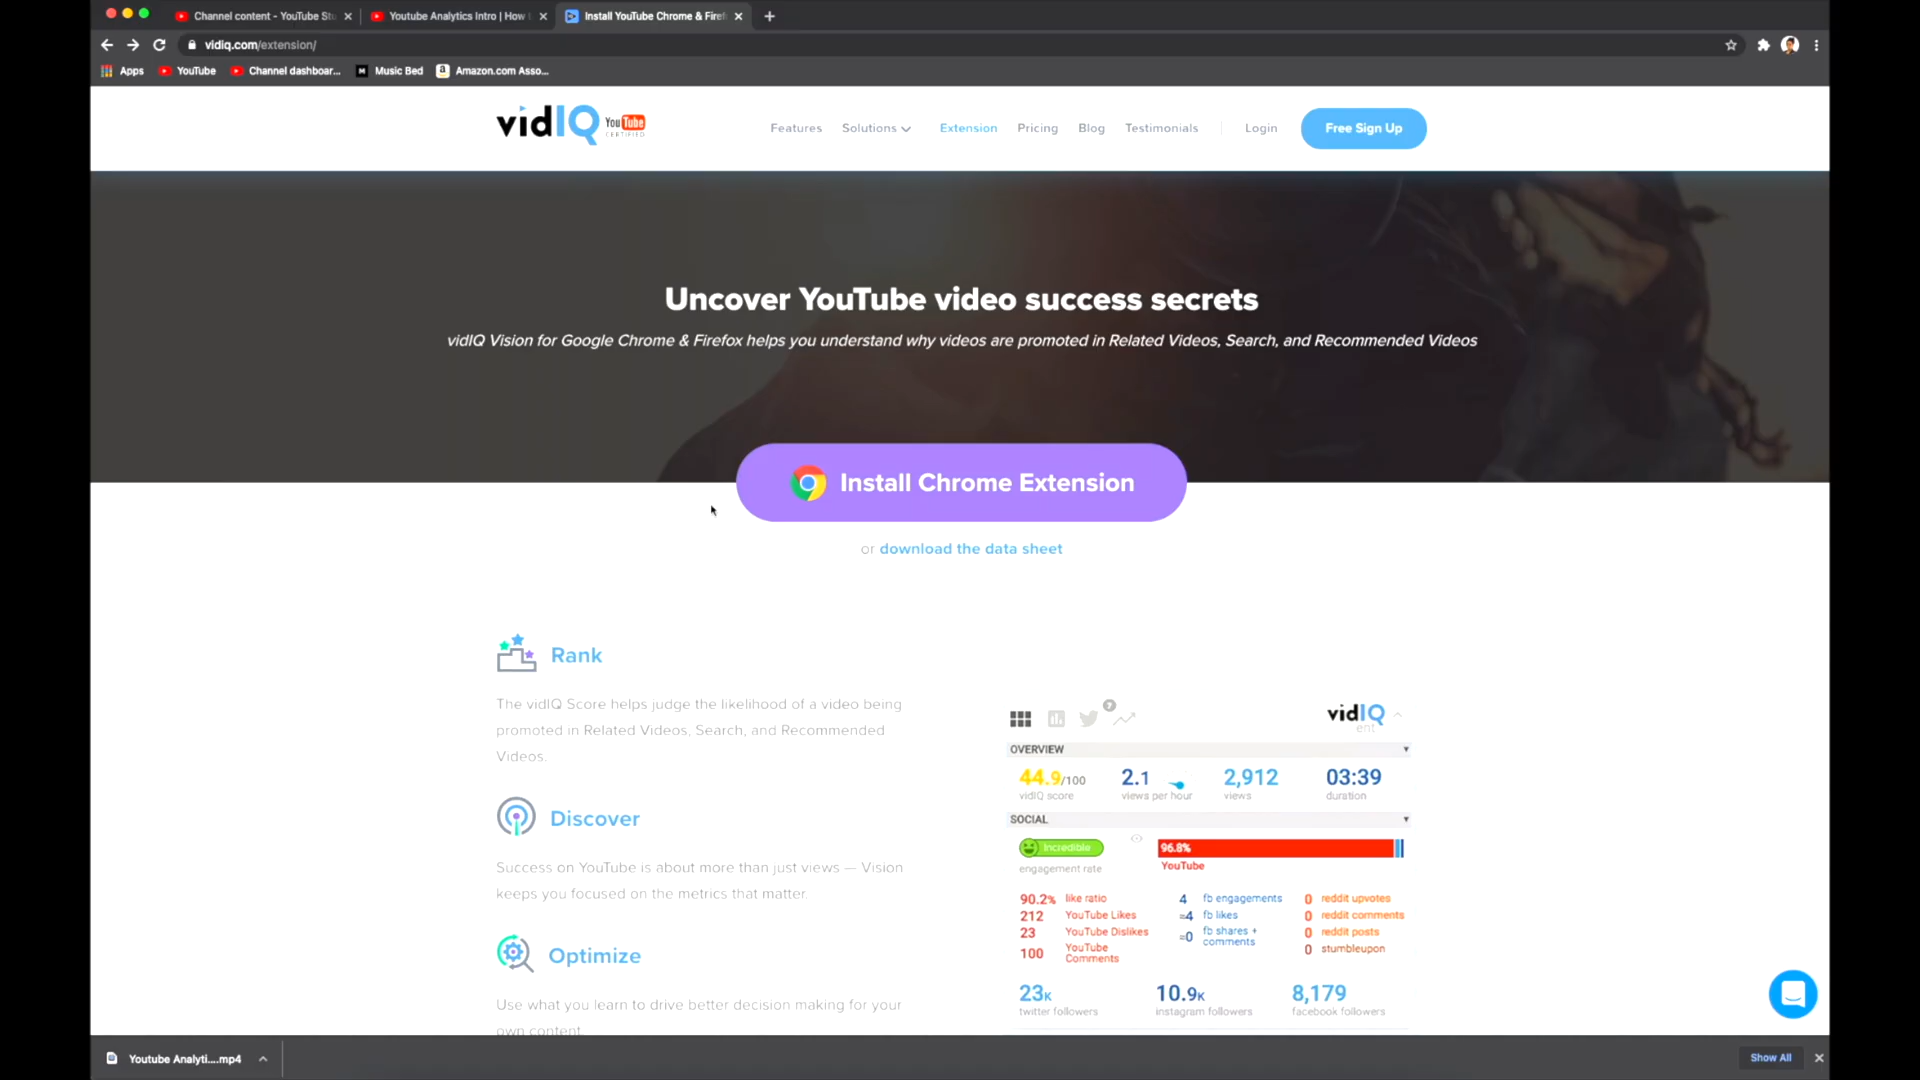 Channel content - YouTube St
Youtube Analytics Intro | How
Install YouTube Chrome & Firef
vidiq.com/extension/
Apps
YouTube
Channel dashboar...
Music Bed
Amazon.com Asso...
vidIQ YouTube CERTIFIED
Features
Solutions
Extension
Pricing
Blog
Testimonials
Login
Free Sign Up
Uncover YouTube video success secrets
vidIQ Vision for Google Chrome & Firefox helps you understand why videos are promoted in Related Videos, Search, and Recommended Videos
Install Chrome Extension
or download the data sheet
Rank
The vidIQ Score helps judge the likelihood of a video being
promoted in Related Videos, Search, and Recommended
Videos.
Discover
Success on YouTube is about more than just views — Vision
keeps you focused on the metrics that matter.
Optimize
Use what you learn to drive better decision making for your
own content.
vidIQ
OVERVIEW
44.9/100
vidIQ score
2.1
views per hour
2,912
views
03:39
duration
SOCIAL
Incredible
engagement rate
96.8%
YouTube
90.2% like ratio
212 YouTube Likes
23 YouTube Dislikes
100 YouTube
Comments
4 fb engagements
≈4 fb likes
≈0 fb shares +
comments
0 reddit upvotes
0 reddit comments
0 reddit posts
0 stumbleupon
23K
twitter followers
10.9K
instagram followers
8,179
facebook followers
Youtube Analyti....mp4
Show All